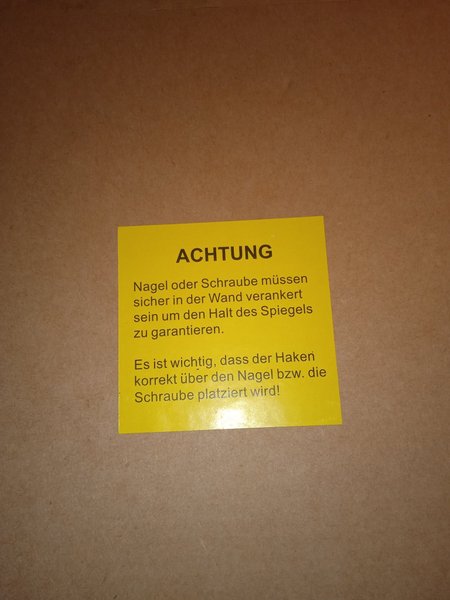 ACHTUNG
Nagel oder Schraube müssen
sicher in der Wand verankert
sein um den Halt des Spiegels
zu garantieren.
Es ist wichtig, dass der Haken
korrekt über den Nagel bzw. die
Schraube platziert wird!